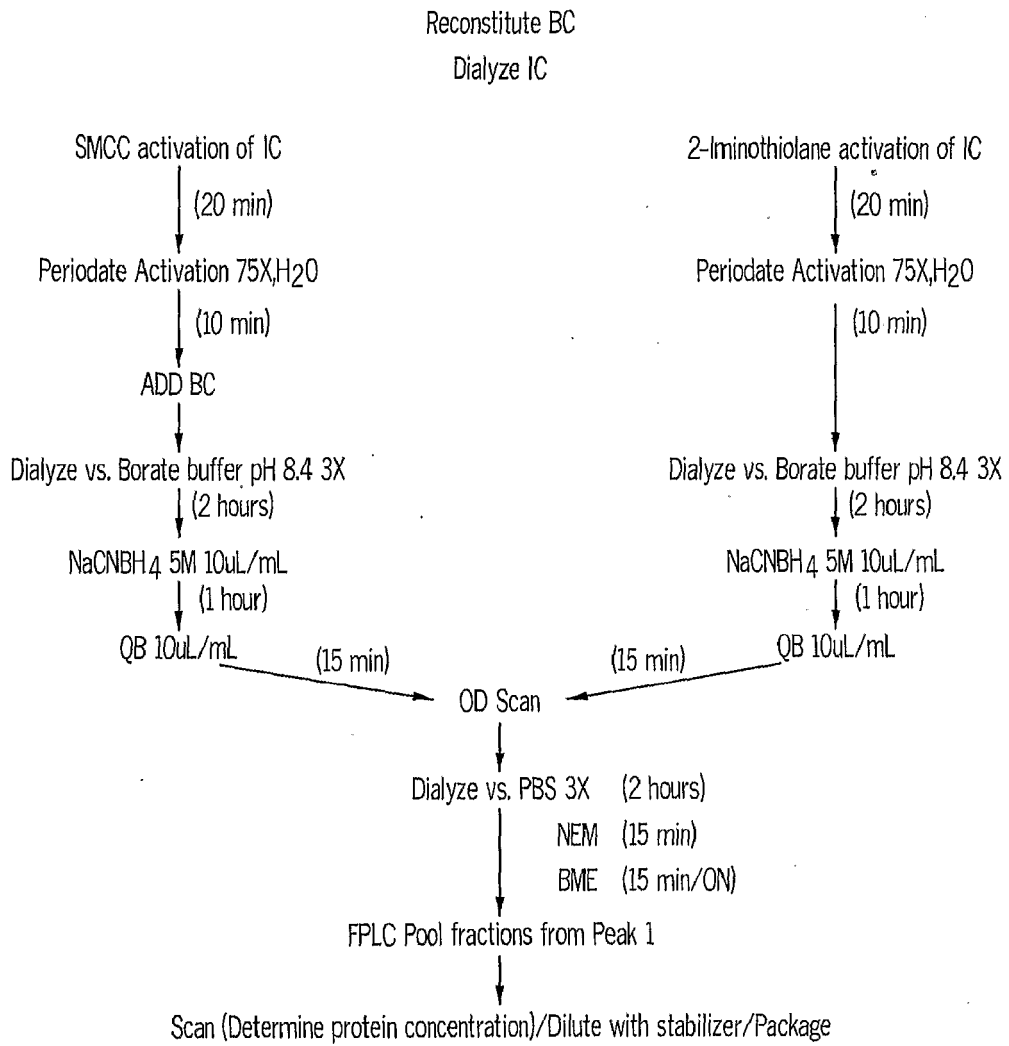 Reconstitute BC
Dialyze IC
SMCC activation of IC
(20 min)
Periodate Activation 75X,H2O
(10 min)
ADD BC
Dialyze vs. Borate buffer pH 8.4 3X
(2 hours)
NaCNBH4 5M 10uL/mL
(1 hour)
QB 10uL/mL
(15 min)
2-Iminothiolane activation of IC
(20 min)
Periodate Activation 75X,H2O
(10 min)
Dialyze vs. Borate buffer pH 8.4 3X
(2 hours)
NaCNBH4 5M 10uL/mL
(1 hour)
QB 10uL/mL
(15 min)
OD Scan
Dialyze vs. PBS 3X (2 hours)
NEM (15 min)
BME (15 min/ON)
FPLC Pool fractions from Peak 1
Scan (Determine protein concentration)/Dilute with stabilizer/Package